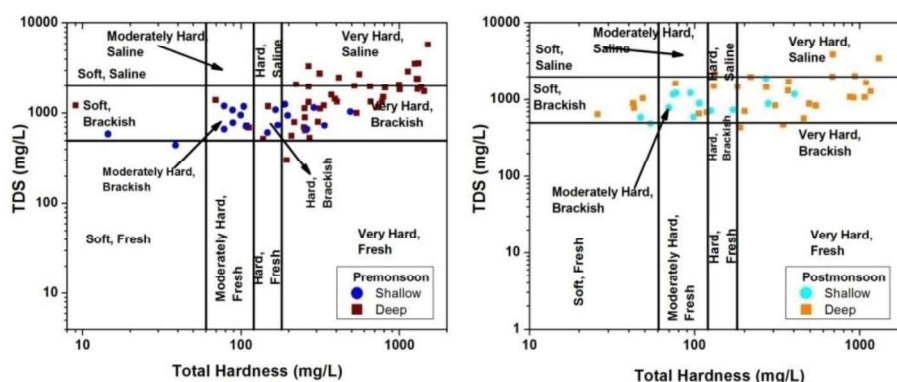 10000
1000
100
10
TDS (mg/L)
Moderately Hard,
Saline
Hard,
Saline
Very Hard,
Saline
Soft, Saline
Soft,
Brackish
Very Hard,
Brackish
Moderately Hard,
Brackish
Hard,
Brackish
Soft, Fresh
Moderately Hard,
Fresh
Hard,
Fresh
Very Hard,
Fresh
Premonsoon
Shallow
Deep
10
100
1000
Total Hardness (mg/L)
10000
1000
100
10
1
TDS (mg/L)
Moderately Hard,
Saline
Soft,
Saline
Hard,
Saline
Very Hard,
Saline
Soft,
Brackish
Hard,
Brackish
Very Hard,
Brackish
Moderately Hard,
Brackish
Soft, Fresh
Moderately Hard,
Fresh
Hard,
Fresh
Very Hard,
Fresh
Postmonsoon
Shallow
Deep
10
100
1000
Total Hardness (mg/L)